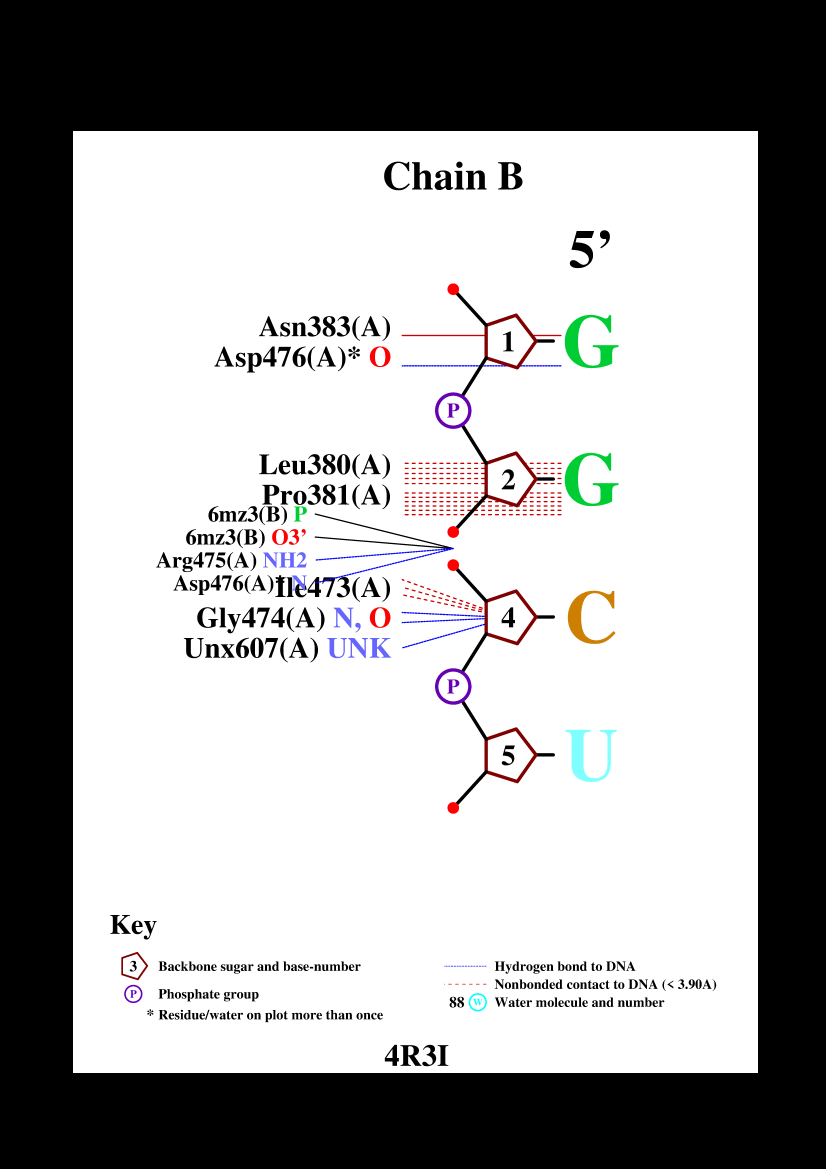 Chain B
5’
Asn383(A)
1 G
Asp476(A)* O
P
Leu380(A)
2 G
Pro381(A)
6mz3(B) P
6mz3(B) O3’
Arg475(A) NH2
Asp476(A)* N
Ile473(A)
Gly474(A) N, O
4 C
Unx607(A) UNK
P
5 U
Key
3 Backbone sugar and base-number
P Phosphate group
* Residue/water on plot more than once
Hydrogen bond to DNA
Nonbonded contact to DNA (< 3.90A)
88 W Water molecule and number
4R3I